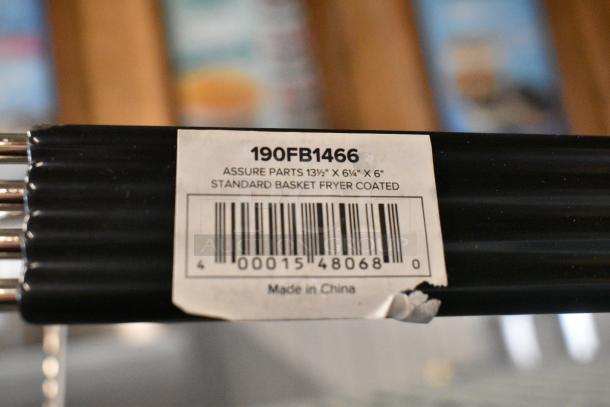 190FB1466
ASSURE PARTS 13½" X 6¼" X 6"
STANDARD BASKET FRYER COATED
4 00015 48068 0
Made in China